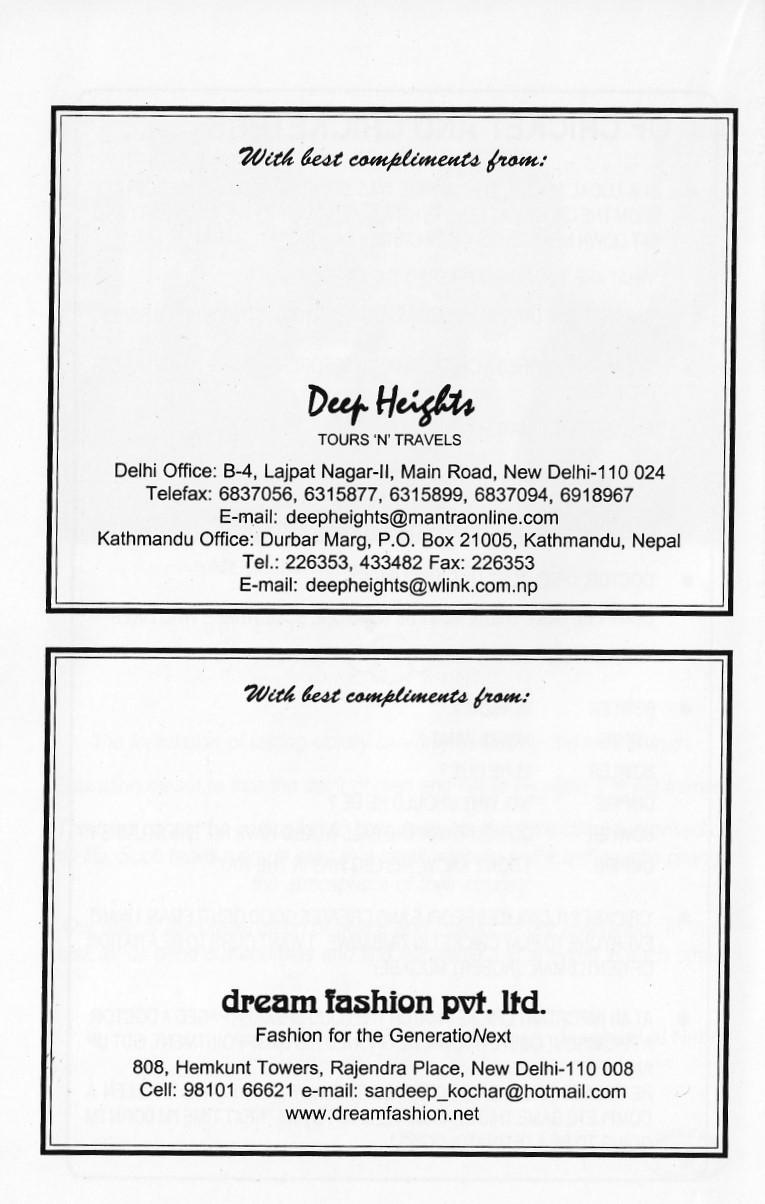 With best compliments from:
Deep Heights
TOURS 'N' TRAVELS
Delhi Office: B-4, Lajpat Nagar-II, Main Road, New Delhi-110 024
Telefax: 6837056, 6315877, 6315899, 6837094, 6918967
E-mail: deepheights@mantraonline.com
Kathmandu Office: Durbar Marg, P.O. Box 21005, Kathmandu, Nepal
Tel.: 226353, 433482 Fax: 226353
E-mail: deepheights@wlink.com.np
With best compliments from:
dream fashion pvt. ltd.
Fashion for the GeneratioNext
808, Hemkunt Towers, Rajendra Place, New Delhi-110 008
Cell: 98101 66621 e-mail: sandeep_kochar@hotmail.com
www.dreamfashion.net